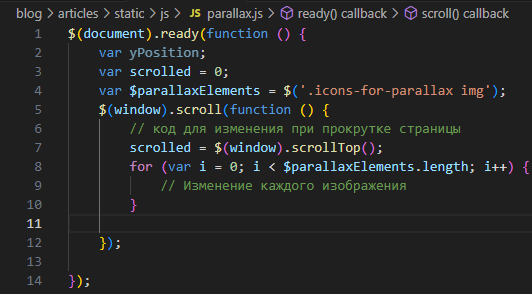 blog > articles > static > js > parallax.js > ready() callback > scroll() callback
1 $(document).ready(function () {
2     var yPosition;
3     var scrolled = 0;
4     var $parallaxElements = $('.icons-for-parallax img');
5     $(window).scroll(function () {
6         // код для изменения при прокрутке страницы
7         scrolled = $(window).scrollTop();
8         for (var i = 0; i < $parallaxElements.length; i++) {
9             // Изменение каждого изображения
10         }
11
12     });
13
14 });